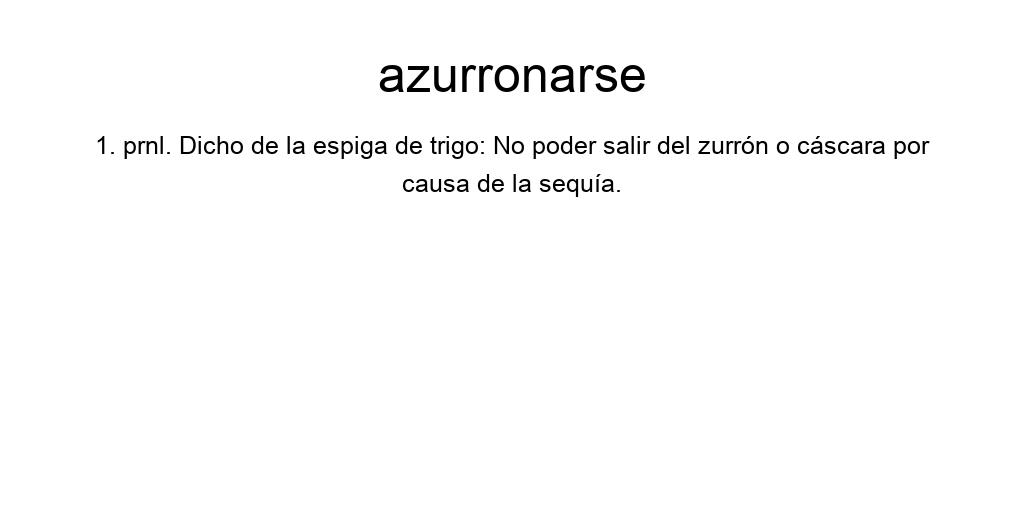 azurronarse
1. prnl. Dicho de la espiga de trigo: No poder salir del zurrón o cáscara por
causa de la sequía.